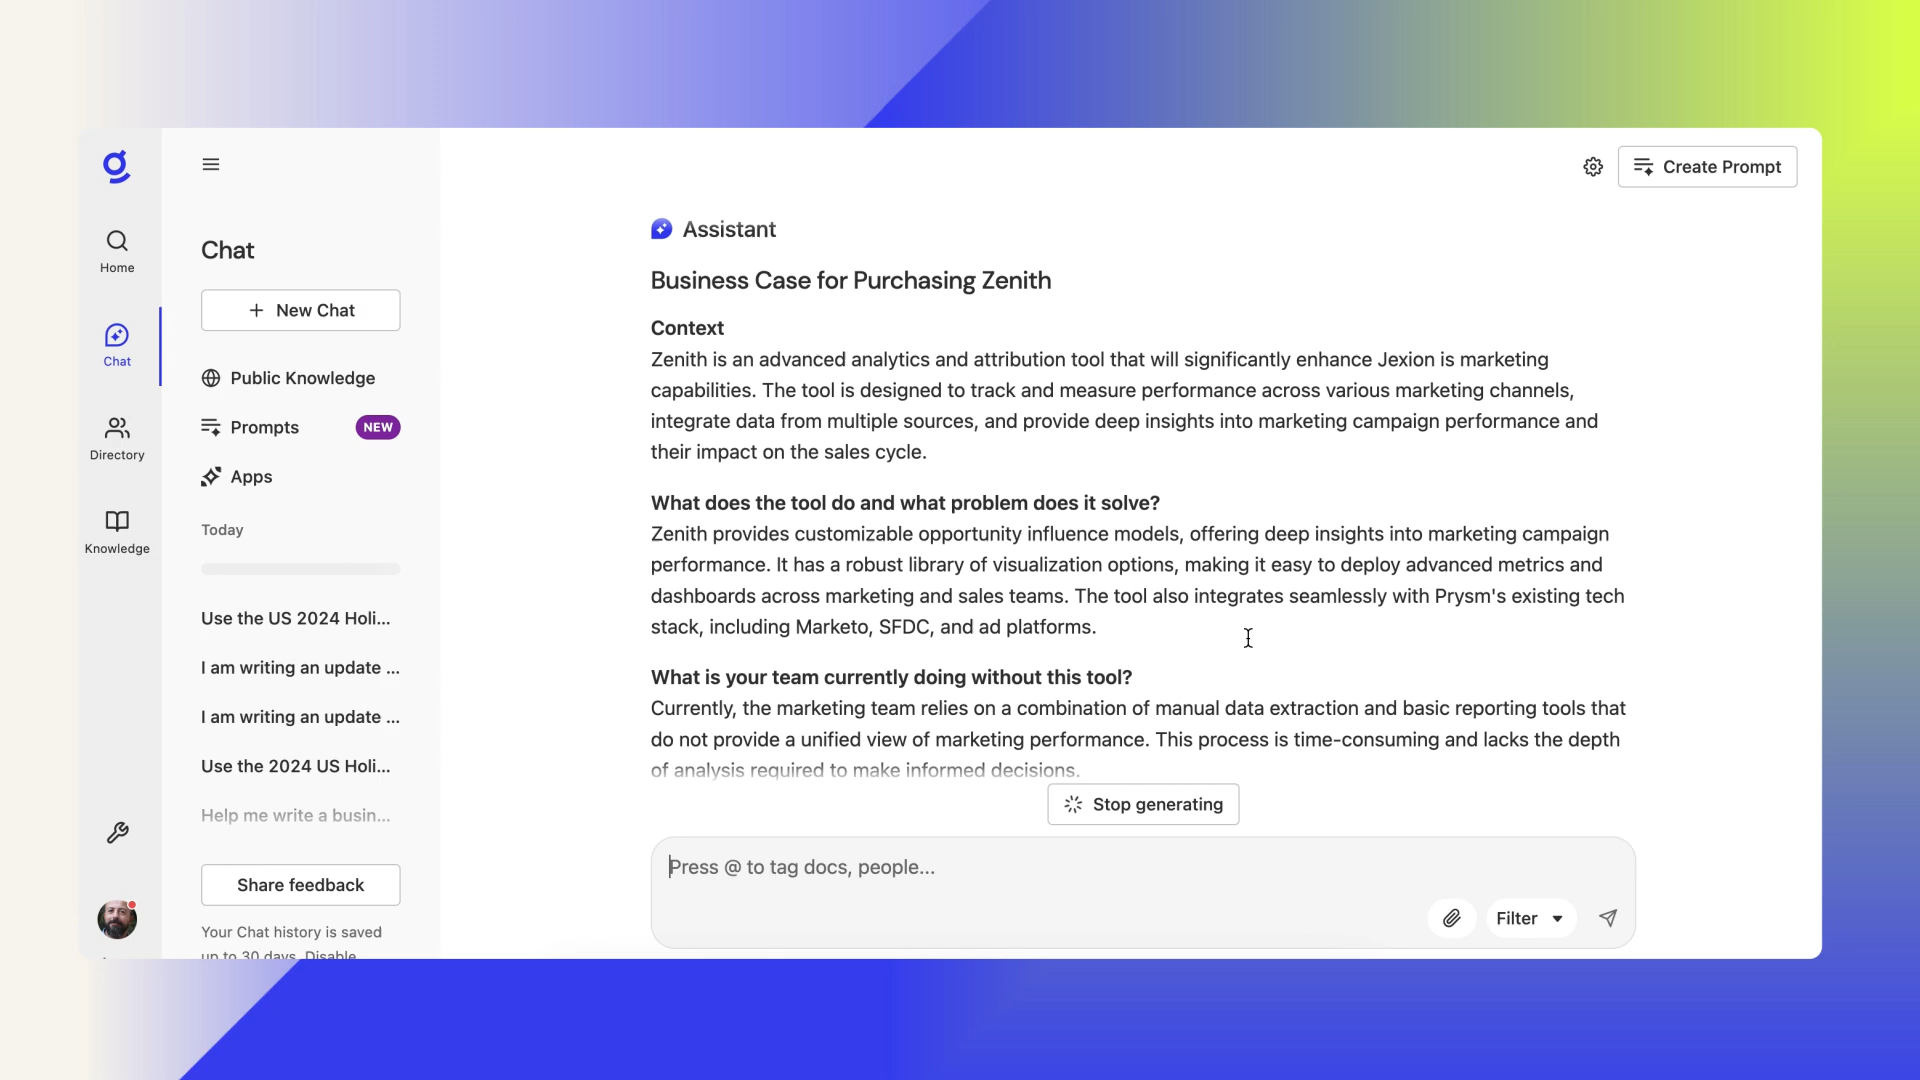 Home
Chat
Directory
Knowledge
Chat
New Chat
Public Knowledge
Prompts NEW
Apps
Today
Use the US 2024 Holi...
I am writing an update ...
I am writing an update ...
Use the 2024 US Holi...
Help me write a busin...
Share feedback
Your Chat history is saved
up to 30 days. Disable
Create Prompt
Assistant
Business Case for Purchasing Zenith
Context
Zenith is an advanced analytics and attribution tool that will significantly enhance Jexion is marketing
capabilities. The tool is designed to track and measure performance across various marketing channels,
integrate data from multiple sources, and provide deep insights into marketing campaign performance and
their impact on the sales cycle.
What does the tool do and what problem does it solve?
Zenith provides customizable opportunity influence models, offering deep insights into marketing campaign
performance. It has a robust library of visualization options, making it easy to deploy advanced metrics and
dashboards across marketing and sales teams. The tool also integrates seamlessly with Prysm's existing tech
stack, including Marketo, SFDC, and ad platforms.
What is your team currently doing without this tool?
Currently, the marketing team relies on a combination of manual data extraction and basic reporting tools that
do not provide a unified view of marketing performance. This process is time-consuming and lacks the depth
of analysis required to make informed decisions.
Stop generating
Press @ to tag docs, people...
Filter